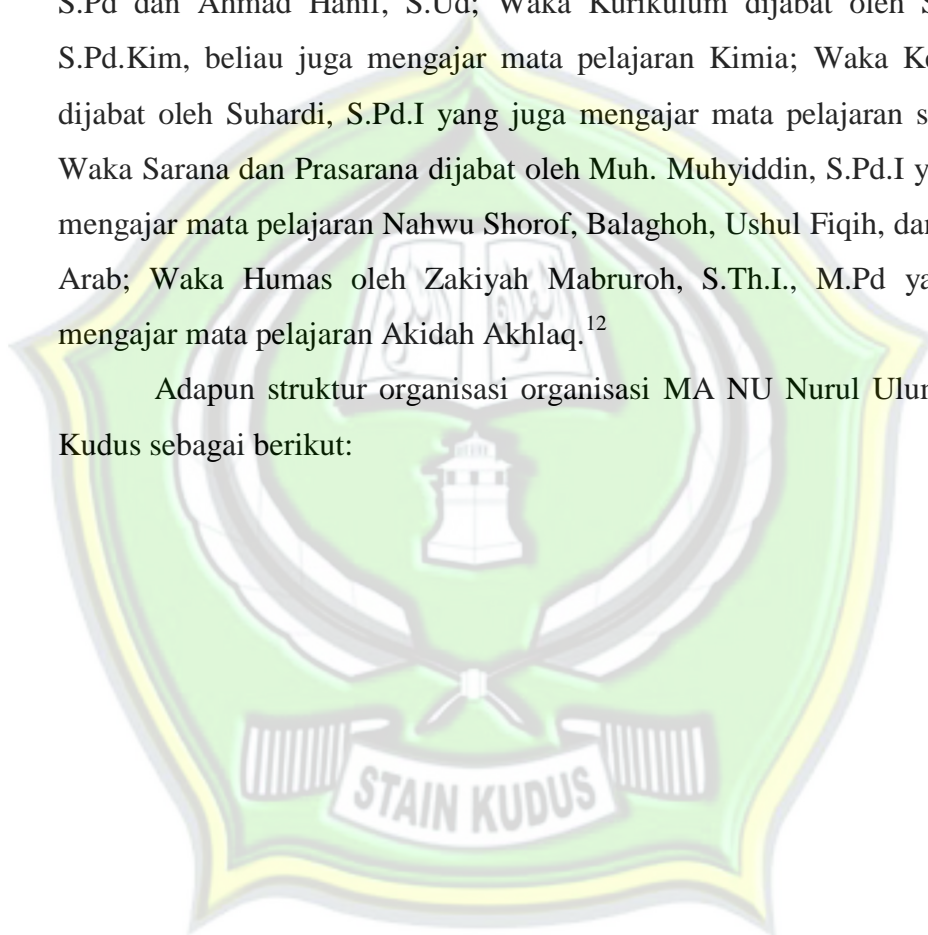 S.Pd dan Ahmad Hanif, S.Ud; Waka Kurikulum dijabat oleh
S.Pd.Kim, beliau juga mengajar mata pelajaran Kimia; Waka
dijabat oleh Suhardi, S.Pd.I yang juga mengajar mata pelajaran
Waka Sarana dan Prasarana dijabat oleh Muh. Muhyiddin, S.Pd.I
mengajar mata pelajaran Nahwu Shorof, Balaghoh, Ushul Fiqih,
Arab; Waka Humas oleh Zakiyah Mabruroh, S.Th.I., M.Pd
mengajar mata pelajaran Akidah Akhlaq.12
Adapun struktur organisasi organisasi MA NU Nurul
Kudus sebagai berikut:
STAIN KUDUS